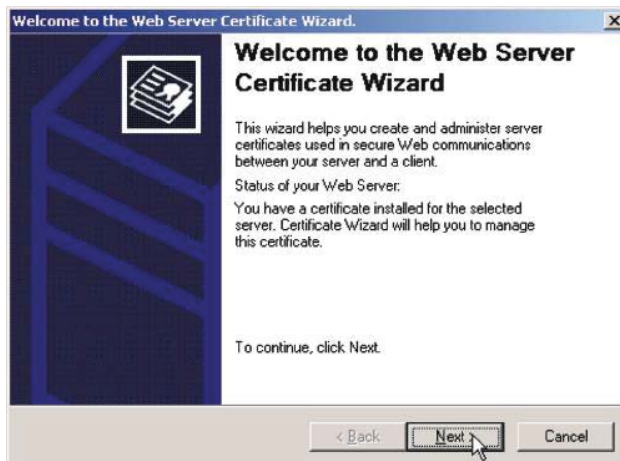 Welcome to the Web Server Certificate Wizard.
Welcome to the Web Server
Certificate Wizard
This wizard helps you create and administer server
certificates used in secure Web communications
between your server and a client.
Status of your Web Server:
You have a certificate installed for the selected
server. Certificate Wizard will help you to manage
this certificate.
To continue, click Next.
< Back
Next >
Cancel